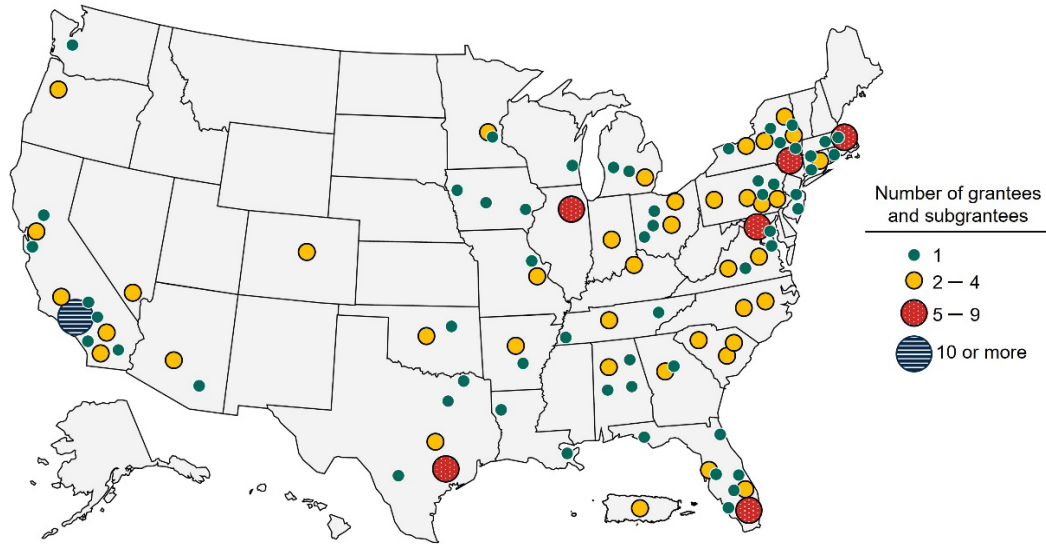 Number of grantees
and subgrantees
1
2 — 4
5 — 9
10 or more